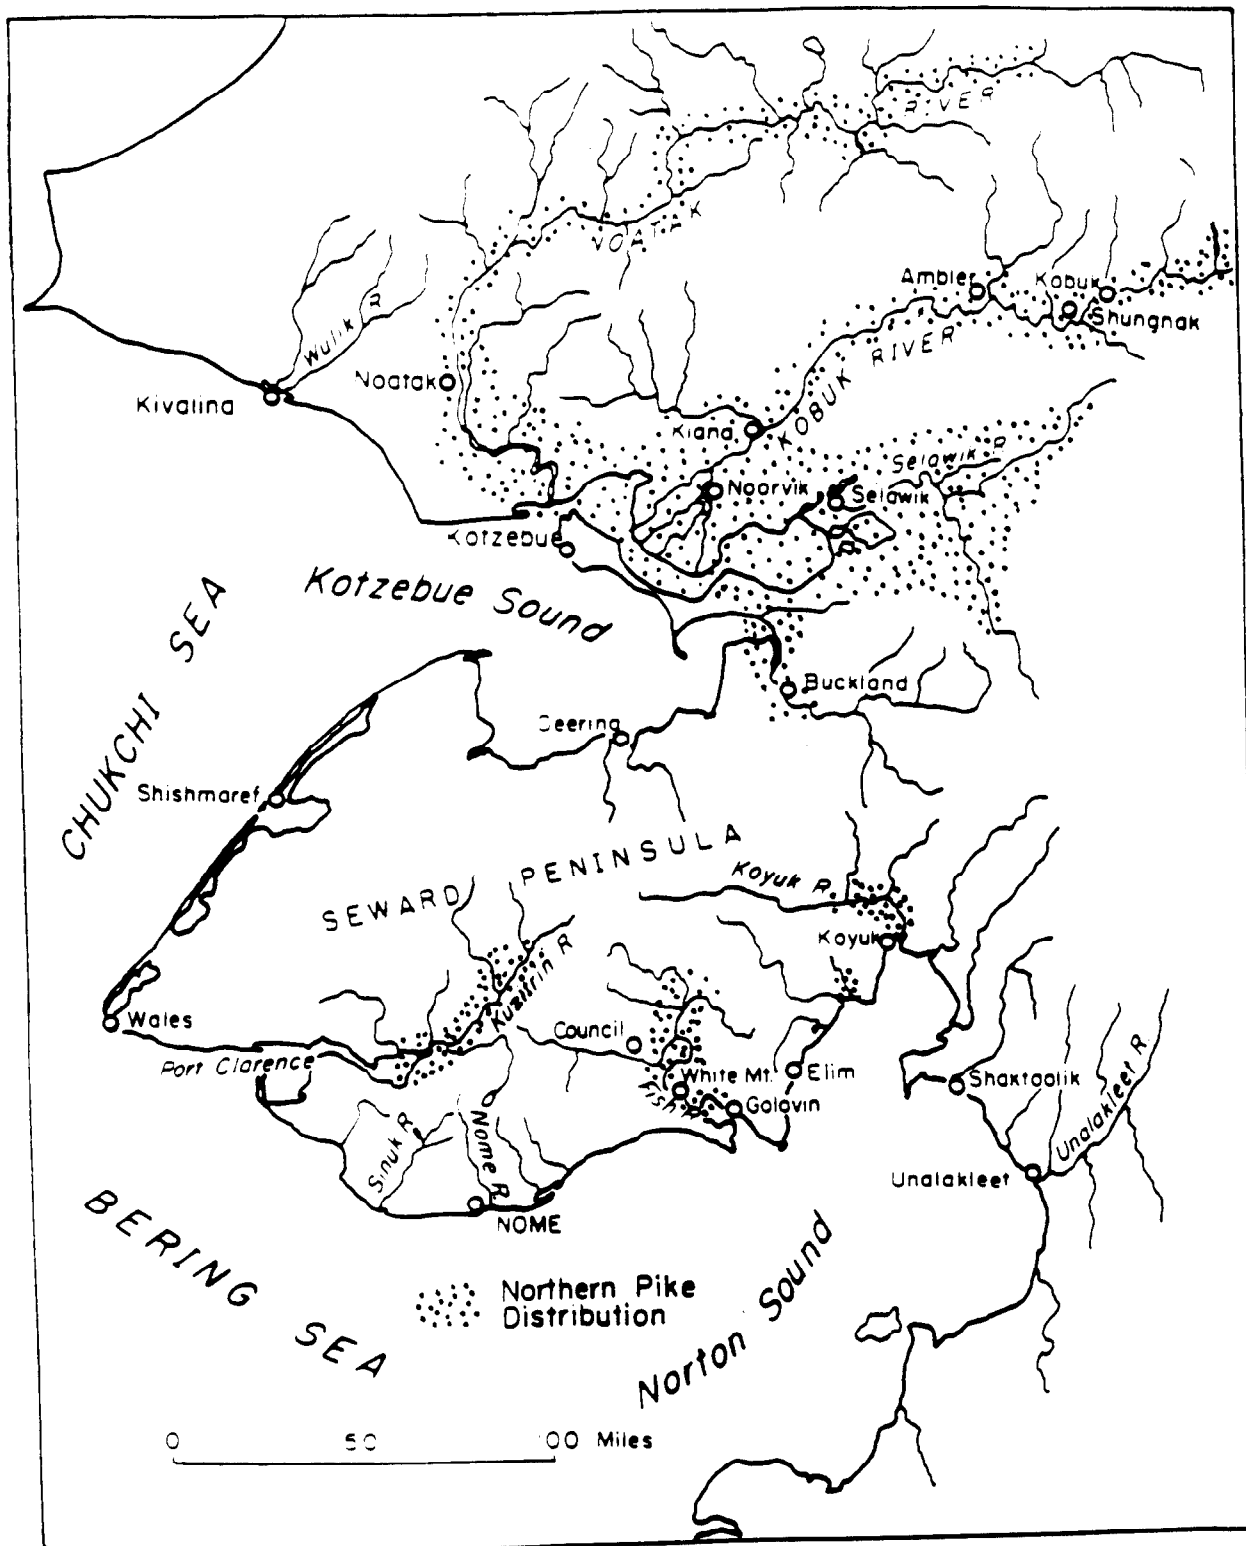 RIVER
NOATAK
Wulik R.
Ambler
Kobuk
Shungnak
Noatak
Kivalina
KOBUK RIVER
Kiana
Selawik R.
Noorvik
Selawik
Kotzebue
Kotzebue Sound
CHUKCHI SEA
Buckland
Deering
Shishmaref
SEWARD PENINSULA
Koyuk R.
Koyuk
Kuzitrin R.
Wales
Council
Port Clarence
White Mt.
Elim
Shaktoolik
Fish R.
Golovin
Sinuk R.
Nome R.
Unalakleet R.
Unalakleet
NOME
BERING SEA
Northern Pike
Distribution
Norton Sound
0 50 00 Miles